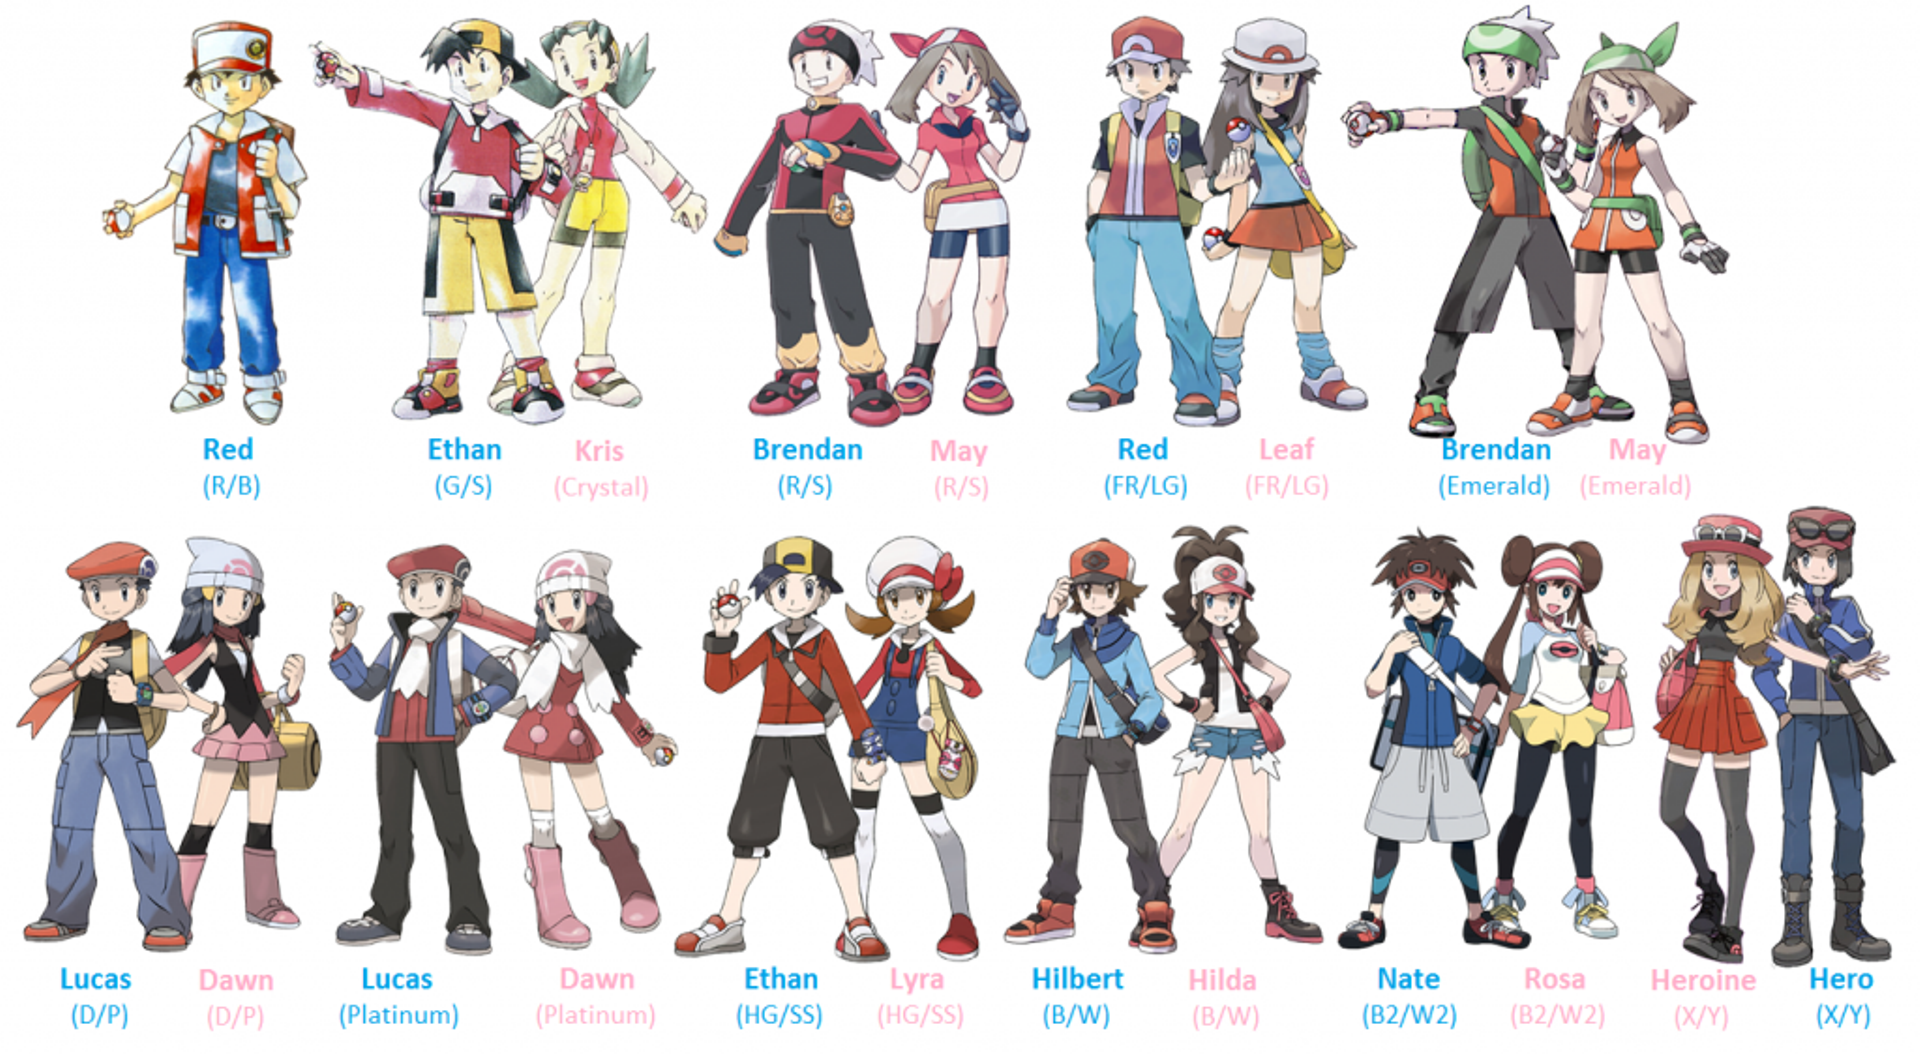 Red
(R/B)
Ethan
(G/S)
Kris
(Crystal)
Brendan
(R/S)
May
(R/S)
Red
(FR/LG)
Leaf
(FR/LG)
Brendan
(Emerald)
May
(Emerald)
Lucas
(D/P)
Dawn
(D/P)
Lucas
(Platinum)
Dawn
(Platinum)
Ethan
(HG/SS)
Lyra
(HG/SS)
Hilbert
(B/W)
Hilda
(B/W)
Nate
(B2/W2)
Rosa
(B2/W2)
Heroine
(X/Y)
Hero
(X/Y)